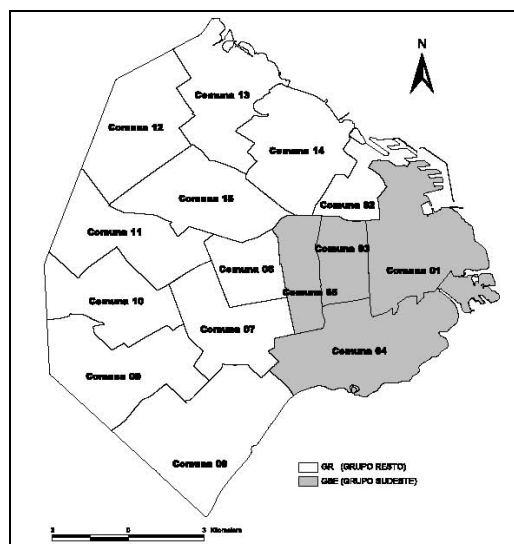 N
Comuna 13
Comuna 12
Comuna 14
Comuna 15
Comuna 02
Comuna 11
Comuna 03
Comuna 06
Comuna 01
Comuna 05
Comuna 10
Comuna 07
Comuna 04
Comuna 09
Comuna 08
GR (GRUPO RESTO)
GSE (GRUPO SUDESTE)
3 0 3 Kilometers